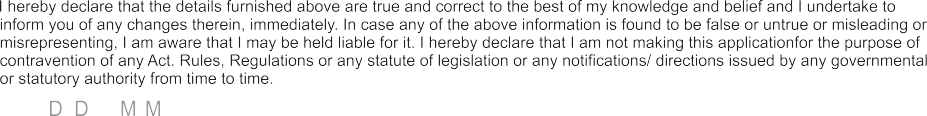 I hereby declare that the details furnished above are true and correct to the best of my knowledge and belief and I undertake to
inform you of any changes therein, immediately. In case any of the above information is found to be false or untrue or misleading or
misrepresenting, I am aware that I may be held liable for it. I hereby declare that I am not making this applicationfor the purpose of
contravention of any Act. Rules, Regulations or any statute of legislation or any notifications/ directions issued by any governmental
or statutory authority from time to time.
D D M M